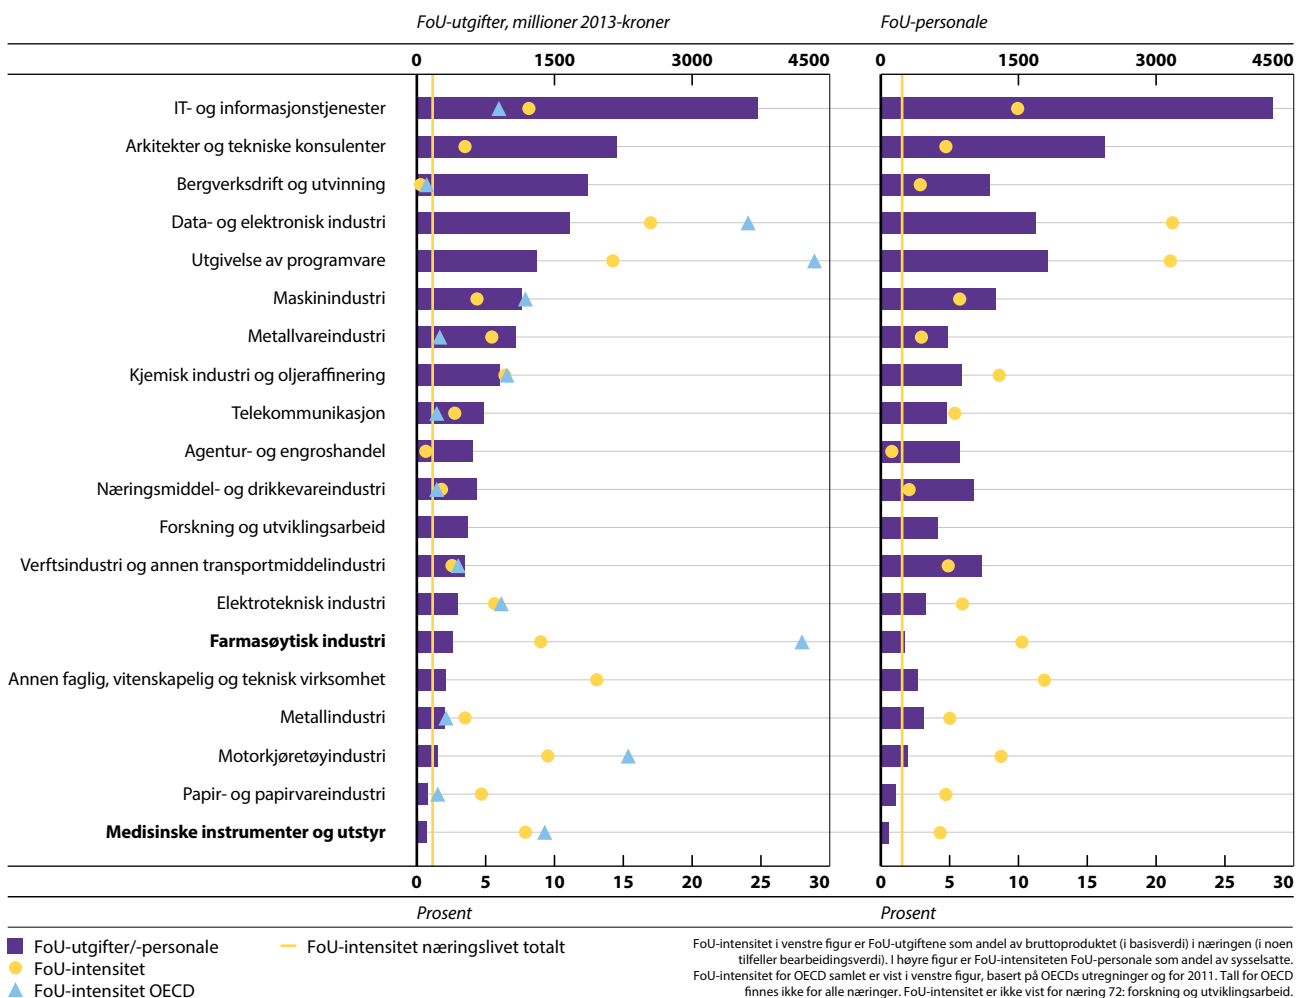 FoU-utgifter, millioner 2013-kroner
FoU-personale
0 1500 3000 4500
0 1500 3000 4500
IT- og informasjonstjenester
Arkitekter og tekniske konsulenter
Bergverksdrift og utvinning
Data- og elektronisk industri
Utgivelse av programvare
Maskinindustri
Metallvareindustri
Kjemisk industri og oljeraffinering
Telekommunikasjon
Agentur- og engroshandel
Næringsmiddel- og drikkevareindustri
Forskning og utviklingsarbeid
Verftsindustri og annen transportmiddelindustri
Elektroteknisk industri
Farmasøytisk industri
Annen faglig, vitenskapelig og teknisk virksomhet
Metallindustri
Motorkjøretøyindustri
Papir- og papirvareindustri
Medisinske instrumenter og utstyr
0 5 10 15 20 25 30
0 5 10 15 20 25 30
Prosent
Prosent
FoU-utgifter/-personale
FoU-intensitet næringslivet totalt
FoU-intensitet
FoU-intensitet OECD
FoU-intensitet i venstre figur er FoU-utgiftene som andel av bruttoproduktet (i basisverdi) i næringen (i noen
tilfeller bearbeidingsverdi). I høyre figur er FoU-intensiteten FoU-personale som andel av sysselsatte.
FoU-intensitet for OECD samlet er vist i venstre figur, basert på OECDs utregninger og for 2011. Tall for OECD
finnes ikke for alle næringer. FoU-intensitet er ikke vist for næring 72: forskning og utviklingsarbeid.